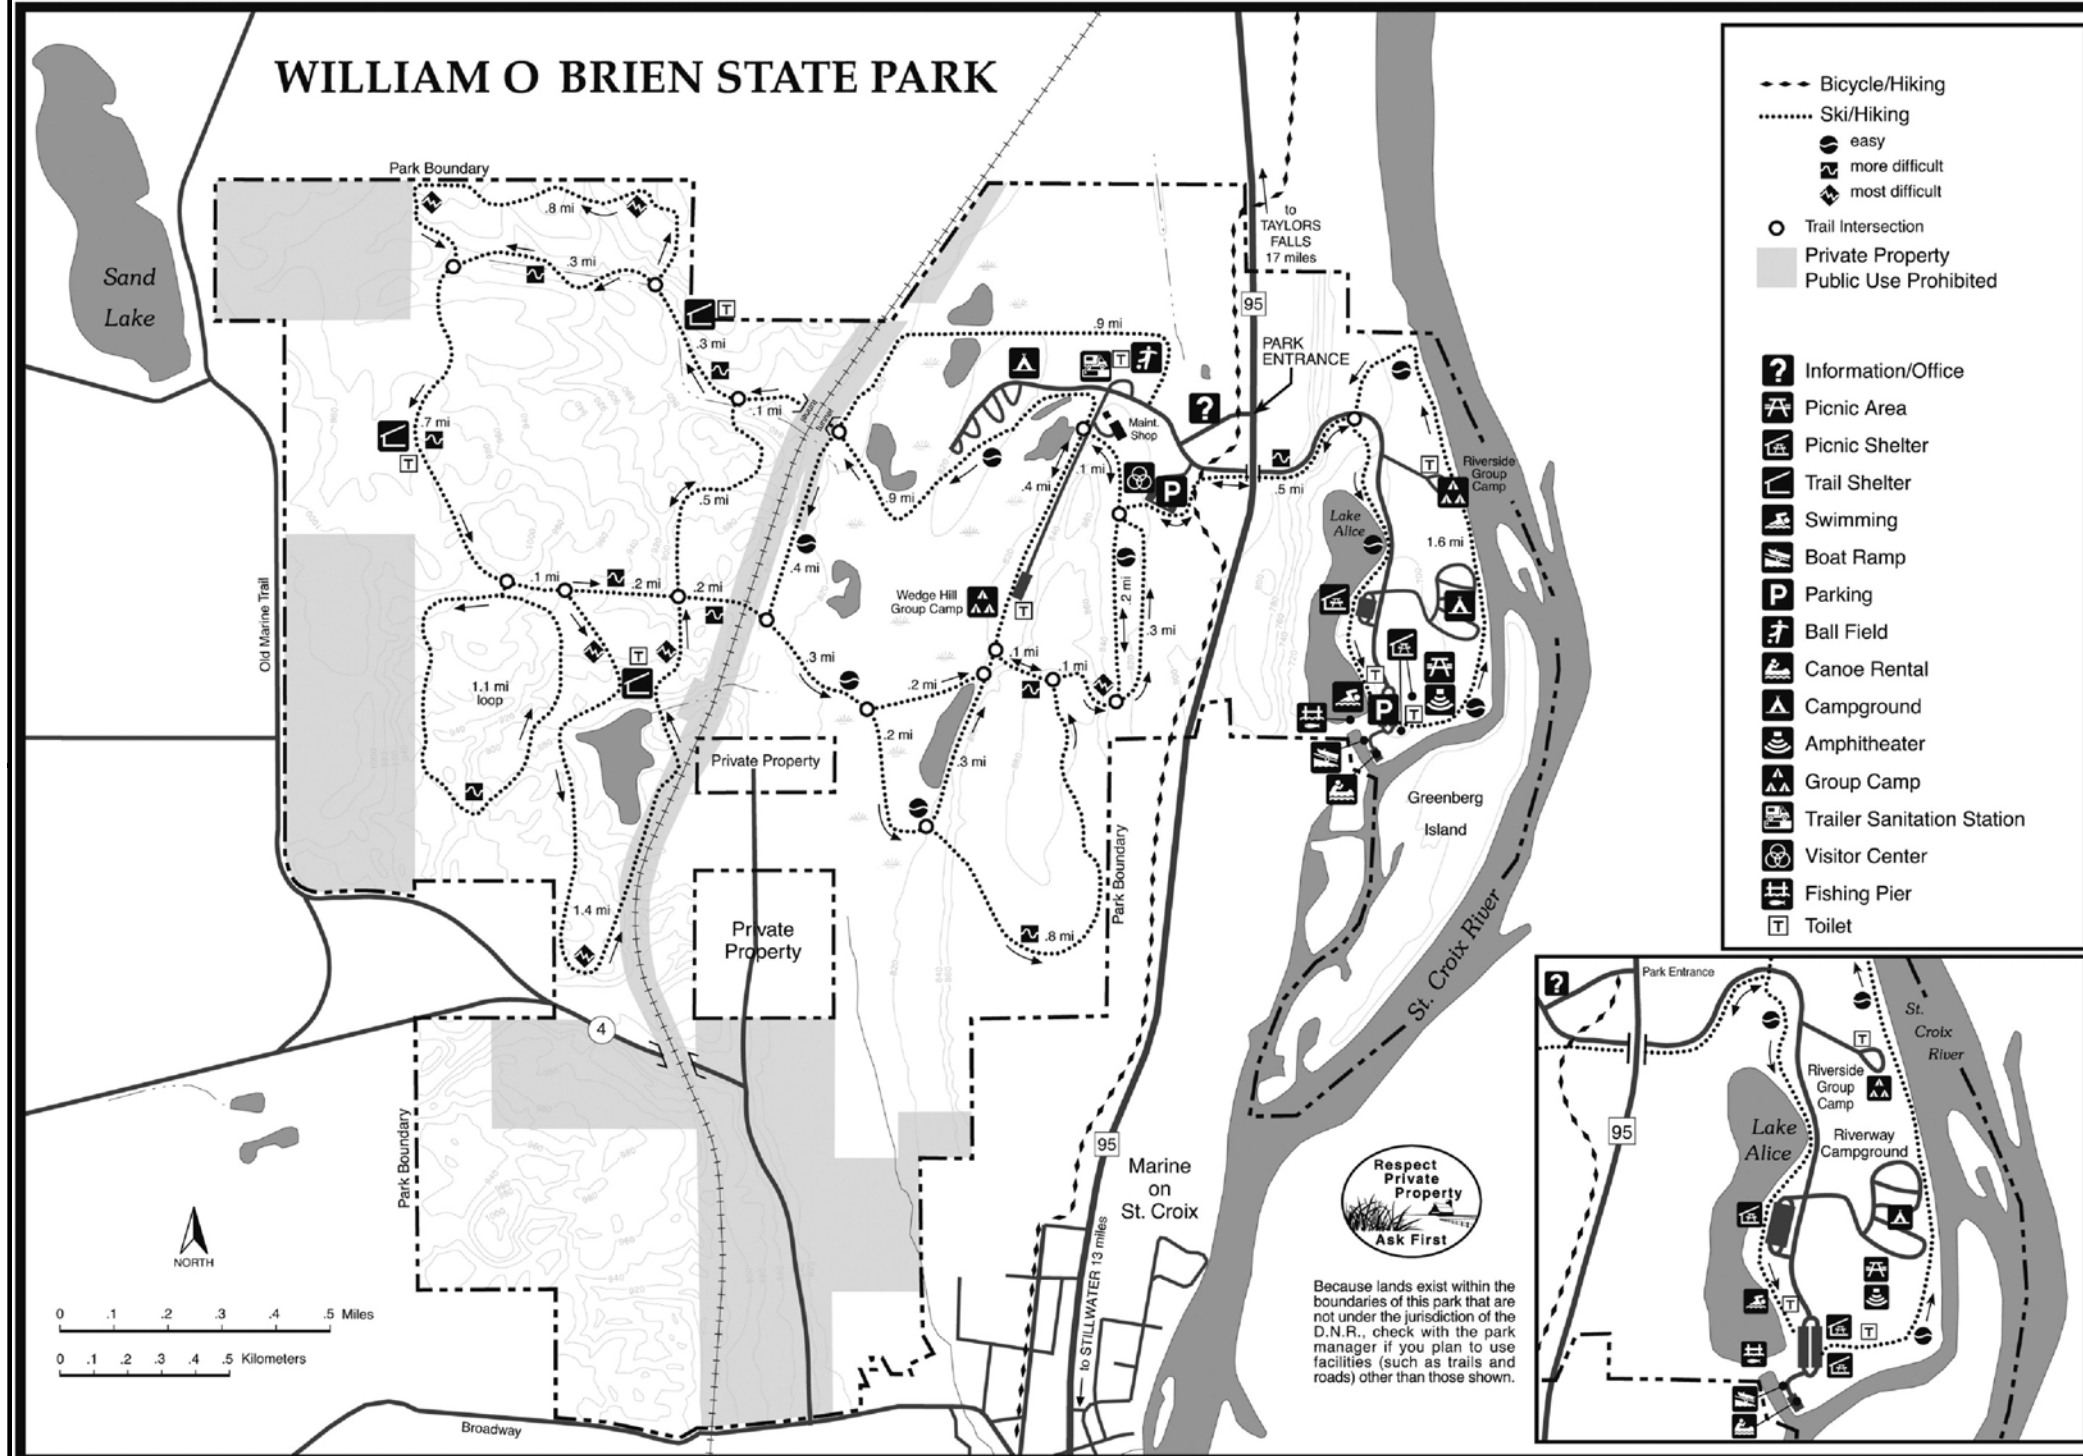 WILLIAM O BRIEN STATE PARK
Bicycle/Hiking
Ski/Hiking
easy
more difficult
most difficult
Trail Intersection
Private Property
Public Use Prohibited
?
Information/Office
Picnic Area
Picnic Shelter
Trail Shelter
Swimming
Boat Ramp
P
Parking
Ball Field
Canoe Rental
Campground
Amphitheater
Group Camp
Trailer Sanitation Station
Visitor Center
Fishing Pier
T
Toilet
Sand
Lake
Park Boundary
.8 mi
.3 mi
T
.3 mi
.1 mi
tunnel
tunnel
.7 mi
T
.5 mi
.1 mi
.2 mi
.2 mi
T
1.1 mi
loop
1.4 mi
Old Marine Trail
.9 mi
T
Maint.
Shop
?
.9 mi
.4 mi
.1 mi
P
.4 mi
Wedge Hill
Group Camp
T
.2 mi
.3 mi
.3 mi
.1 mi
.1 mi
.2 mi
.2 mi
.3 mi
.8 mi
Park Boundary
Private Property
Private
Property
to
TAYLORS
FALLS
17 miles
95
PARK
ENTRANCE
.5 mi
T
Riverside
Group
Camp
Lake
Alice
1.6 mi
T
P
T
Greenberg
Island
St. Croix River
4
Park Boundary
NORTH
0 .1 .2 .3 .4 .5 Miles
0 .1 .2 .3 .4 .5 Kilometers
Broadway
95
Marine
on
St. Croix
to STILLWATER 13 miles
Respect
Private
Property
Ask First
Because lands exist within the
boundaries of this park that are
not under the jurisdiction of the
D.N.R., check with the park
manager if you plan to use
facilities (such as trails and
roads) other than those shown.
?
Park Entrance
St.
Croix
River
T
Riverside
Group
Camp
95
Lake
Alice
Riverway
Campground
T
T